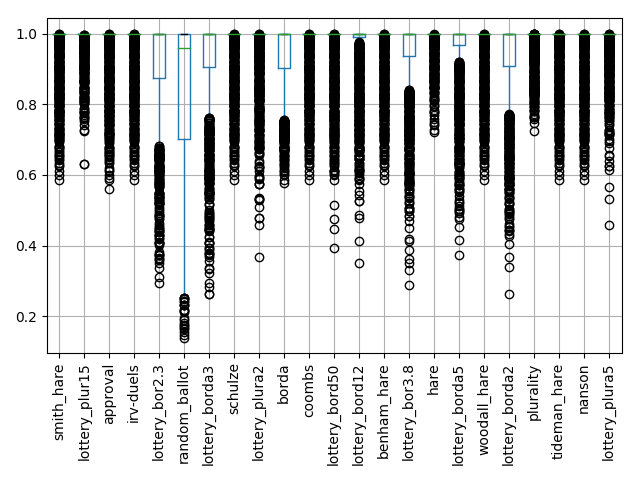 1.0
0.8
0.6
0.4
0.2
smith_hare
lottery_plur15
approval
irv-duels
lottery_bor2.3
random_ballot
lottery_borda3
schulze
lottery_plura2
borda
coombs
lottery_bord50
lottery_bord12
benham_hare
lottery_bor3.8
hare
lottery_borda5
woodall_hare
lottery_borda2
plurality
tideman_hare
nanson
lottery_plura5